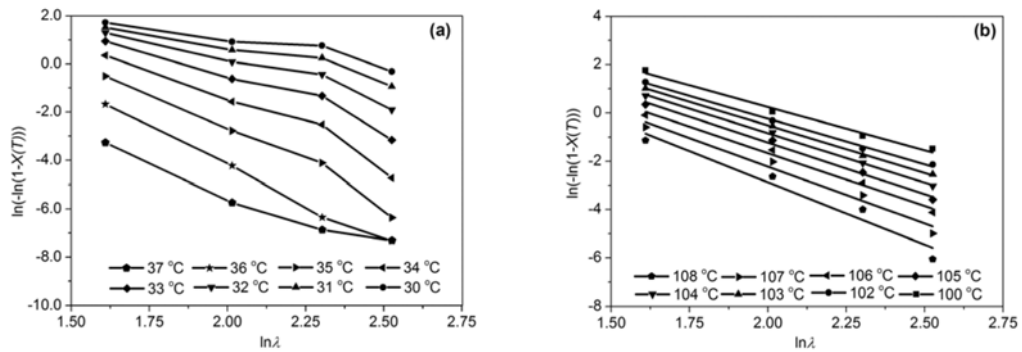 (a)
ln(-ln(1-X(T)))
2.0
0.0
-2.0
-4.0
-6.0
-8.0
-10.0
37 °C 36 °C 35 °C 34 °C
33 °C 32 °C 31 °C 30 °C
1.50 1.75 2.00 2.25 2.50 2.75
lnλ
(b)
ln(-ln(1-X(T)))
4
2
0
-2
-4
-6
-8
108 °C 107 °C 106 °C 105 °C
104 °C 103 °C 102 °C 100 °C
1.50 1.75 2.00 2.25 2.50 2.75
lnλ